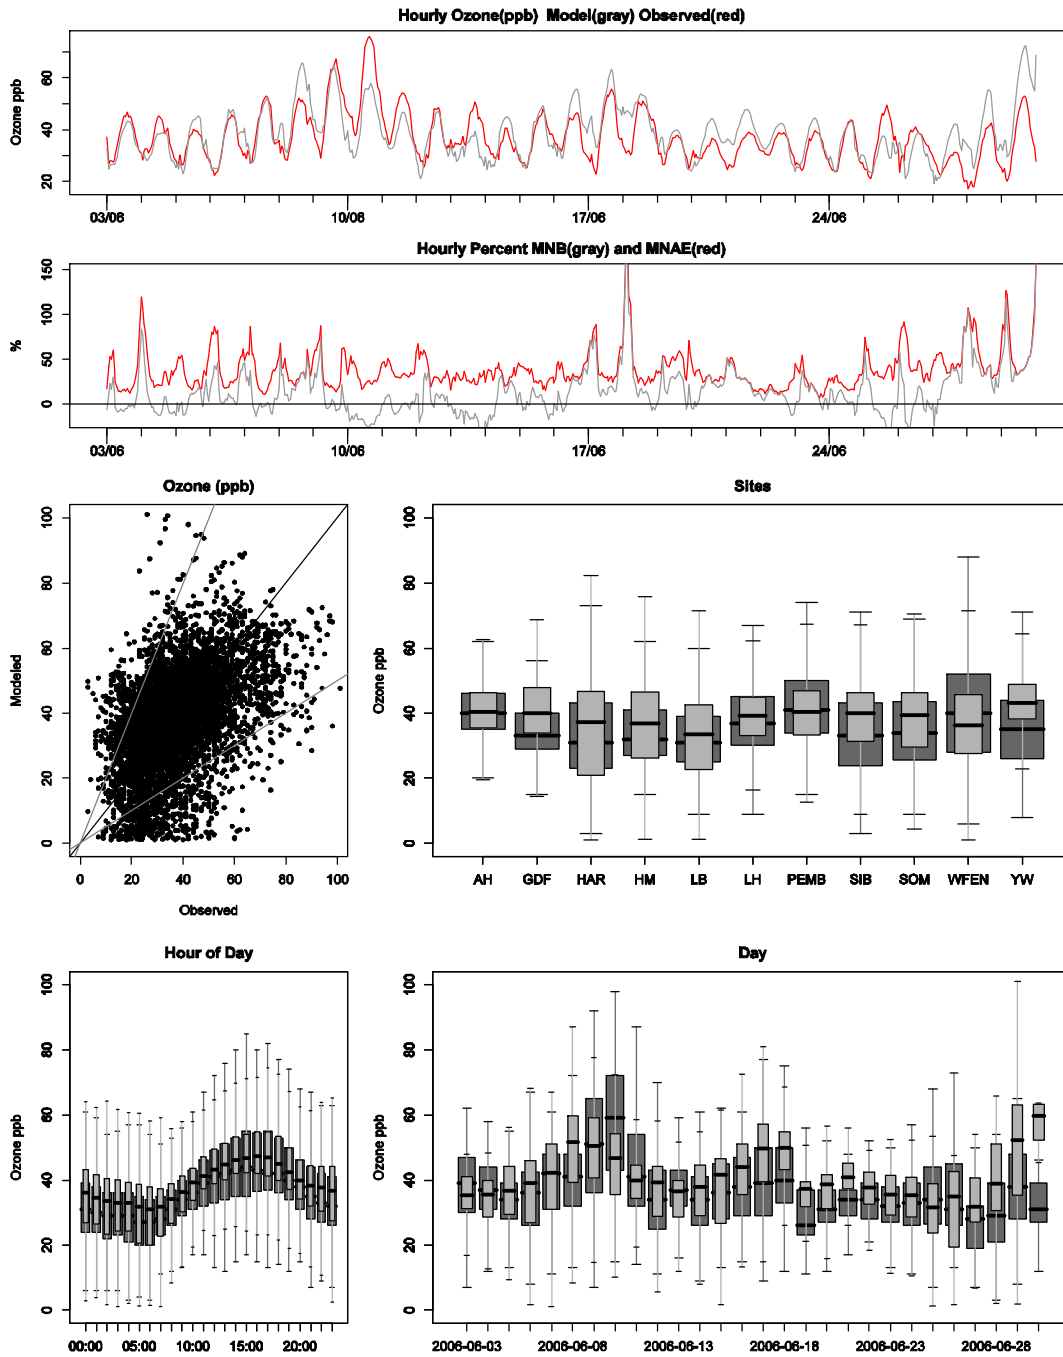 Hourly Ozone(ppb)  Model(gray) Observed(red)
Ozone ppb
60
40
20
03/06 10/06 17/06 24/06
Hourly Percent MNB(gray) and MNAE(red)
%
150
100
50
0
03/06 10/06 17/06 24/06
Ozone (ppb)
Modeled
100
80
60
40
20
0
0 20 40 60 80 100
Observed
Sites
Ozone ppb
100
80
60
40
20
0
AH GDF HAR HM LB LH PEMB SIB SOM WFEN YW
Hour of Day
Ozone ppb
100
80
60
40
20
0
00:00 05:00 10:00 15:00 20:00
Day
Ozone ppb
100
80
60
40
20
0
2006-06-03 2006-06-08 2006-06-13 2006-06-18 2006-06-23 2006-06-28